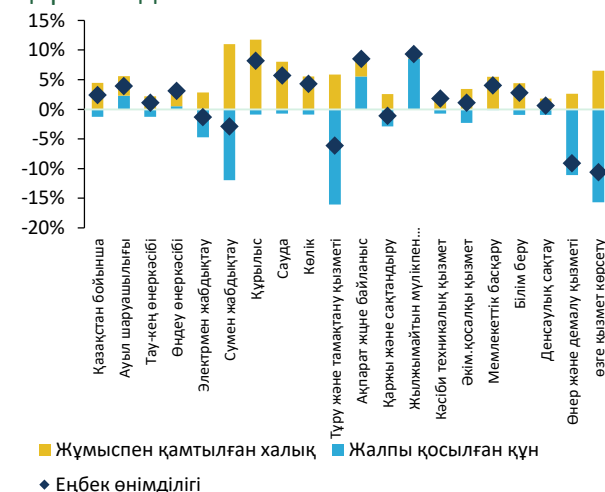 15%
10%
5%
0%
-5%
-10%
-15%
-20%
Қазақстан бойынша
Ауыл шаруашылығы
Тау-кен өнеркәсібі
Өндеу өнеркәсібі
Электрмен жабдықтау
Сумен жабдықтау
Құрылыс
Сауда
Көлік
Тұру және тамақтану қызметі
Ақпарат жцне байланыс
Қаржы және сақтандыру
Жылжымайтын мүлікпен...
Кәсіби техникалық қызмет
Әкім.қосалқы қызмет
Мемлекеттік басқару
Білім беру
Денсаулық сақтау
Өнер және демалу қызметі
өзге қызмет көрсету
Жұмыспен қамтылған халық
Жалпы қосылған құн
Еңбек өнімділігі